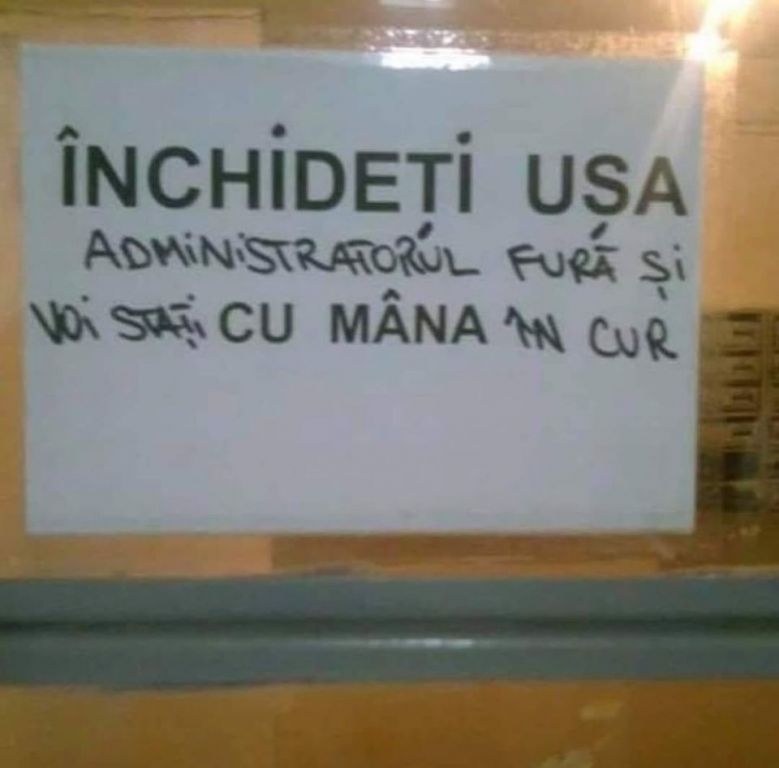 ÎNCHIDEȚI UȘA
ADMINISTRATORUL FURĂ ȘI
VOI STAȚI CU MÂNA ÎN CUR